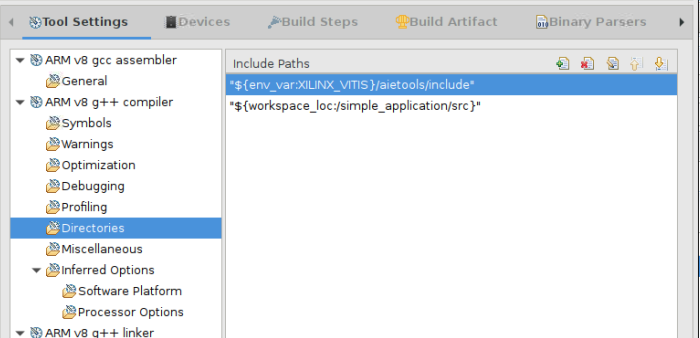 Tool Settings Devices Build Steps Build Artifact Binary Parsers
ARM v8 gcc assembler
General
ARM v8 g++ compiler
Symbols
Warnings
Optimization
Debugging
Profiling
Directories
Miscellaneous
Inferred Options
Software Platform
Processor Options
ARM v8 g++ linker
Include Paths
"${env_var:XILINX_VITIS}/aietools/include"
"${workspace_loc:/simple_application/src}"